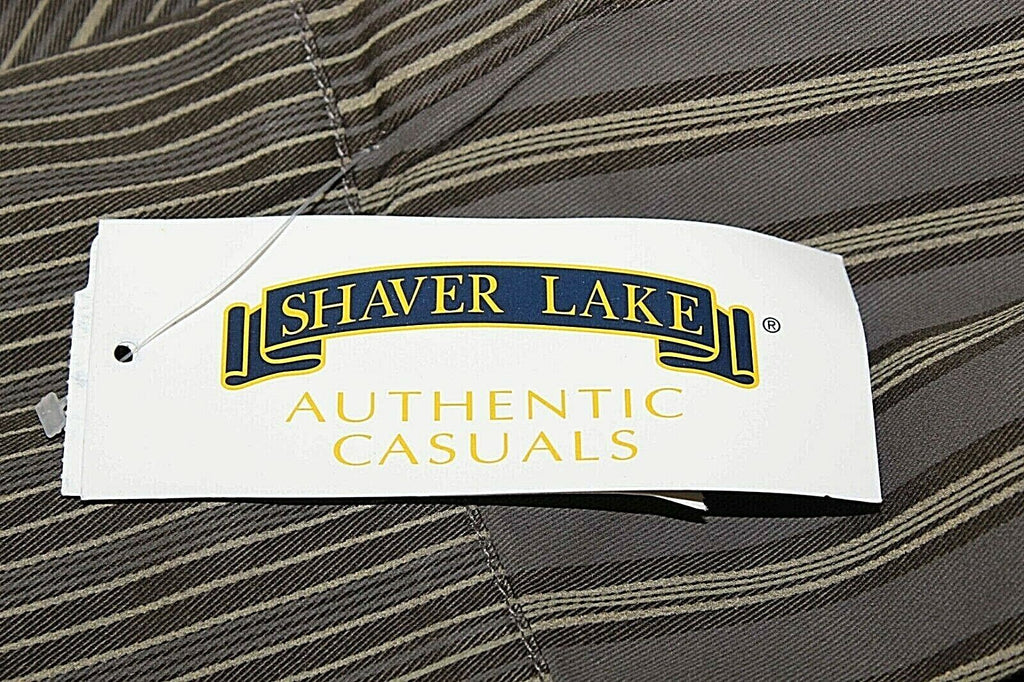 SHAVER LAKE ®
AUTHENTIC
CASUALS